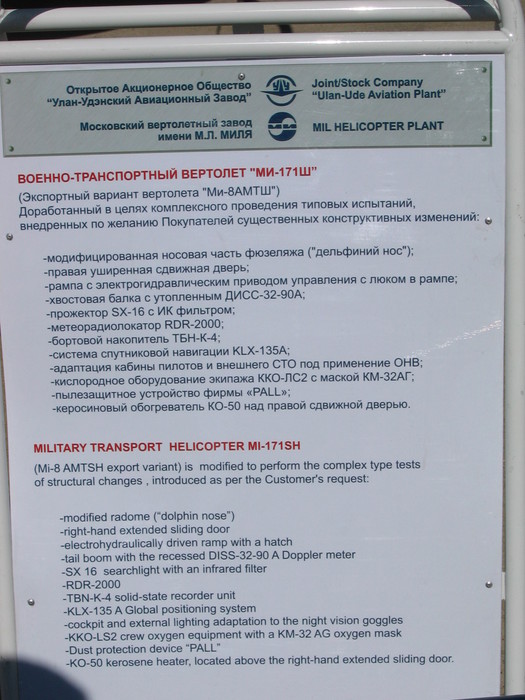 Открытое Акционерное Общество
"Улан-Удэнский Авиационный Завод"
УУ
Joint/Stock Company
"Ulan-Ude Aviation Plant"
Московский вертолетный завод
имени М.Л. МИЛЯ
МИ
MIL HELICOPTER PLANT
ВОЕННО-ТРАНСПОРТНЫЙ ВЕРТОЛЕТ "МИ-171Ш"
(Экспортный вариант вертолета "Ми-8АМТШ")
Доработанный в целях комплексного проведения типовых испытаний,
внедренных по желанию Покупателей существенных конструктивных изменений:
-модифицированная носовая часть фюзеляжа ("дельфиний нос");
-правая уширенная сдвижная дверь;
-рампа с электрогидравлическим приводом управления с люком в рампе;
-хвостовая балка с утопленным ДИСС-32-90А;
-прожектор SX-16 с ИК фильтром;
-метеорадиолокатор RDR-2000;
-бортовой накопитель ТБН-К-4;
-система спутниковой навигации KLX-135A;
-адаптация кабины пилотов и внешнего СТО под применение ОНВ;
-кислородное оборудование экипажа ККО-ЛС2 с маской КМ-32АГ;
-пылезащитное устройство фирмы «PALL»;
-керосиновый обогреватель КО-50 над правой сдвижной дверью.
MILITARY TRANSPORT HELICOPTER MI-171SH
(Mi-8 AMTSH export variant) is modified to perform the complex type tests
of structural changes , introduced as per the Customer's request:
-modified radome ("dolphin nose")
-right-hand extended sliding door
-electrohydraulically driven ramp with a hatch
-tail boom with the recessed DISS-32-90 A Doppler meter
-SX 16 searchlight with an infrared filter
-RDR-2000
-TBN-K-4 solid-state recorder unit
-KLX-135 A Global positioning system
-cockpit and external lighting adaptation to the night vision goggles
-KKO-LS2 crew oxygen equipment with a KM-32 AG oxygen mask
-Dust protection device "PALL"
-KO-50 kerosene heater, located above the right-hand extended sliding door.